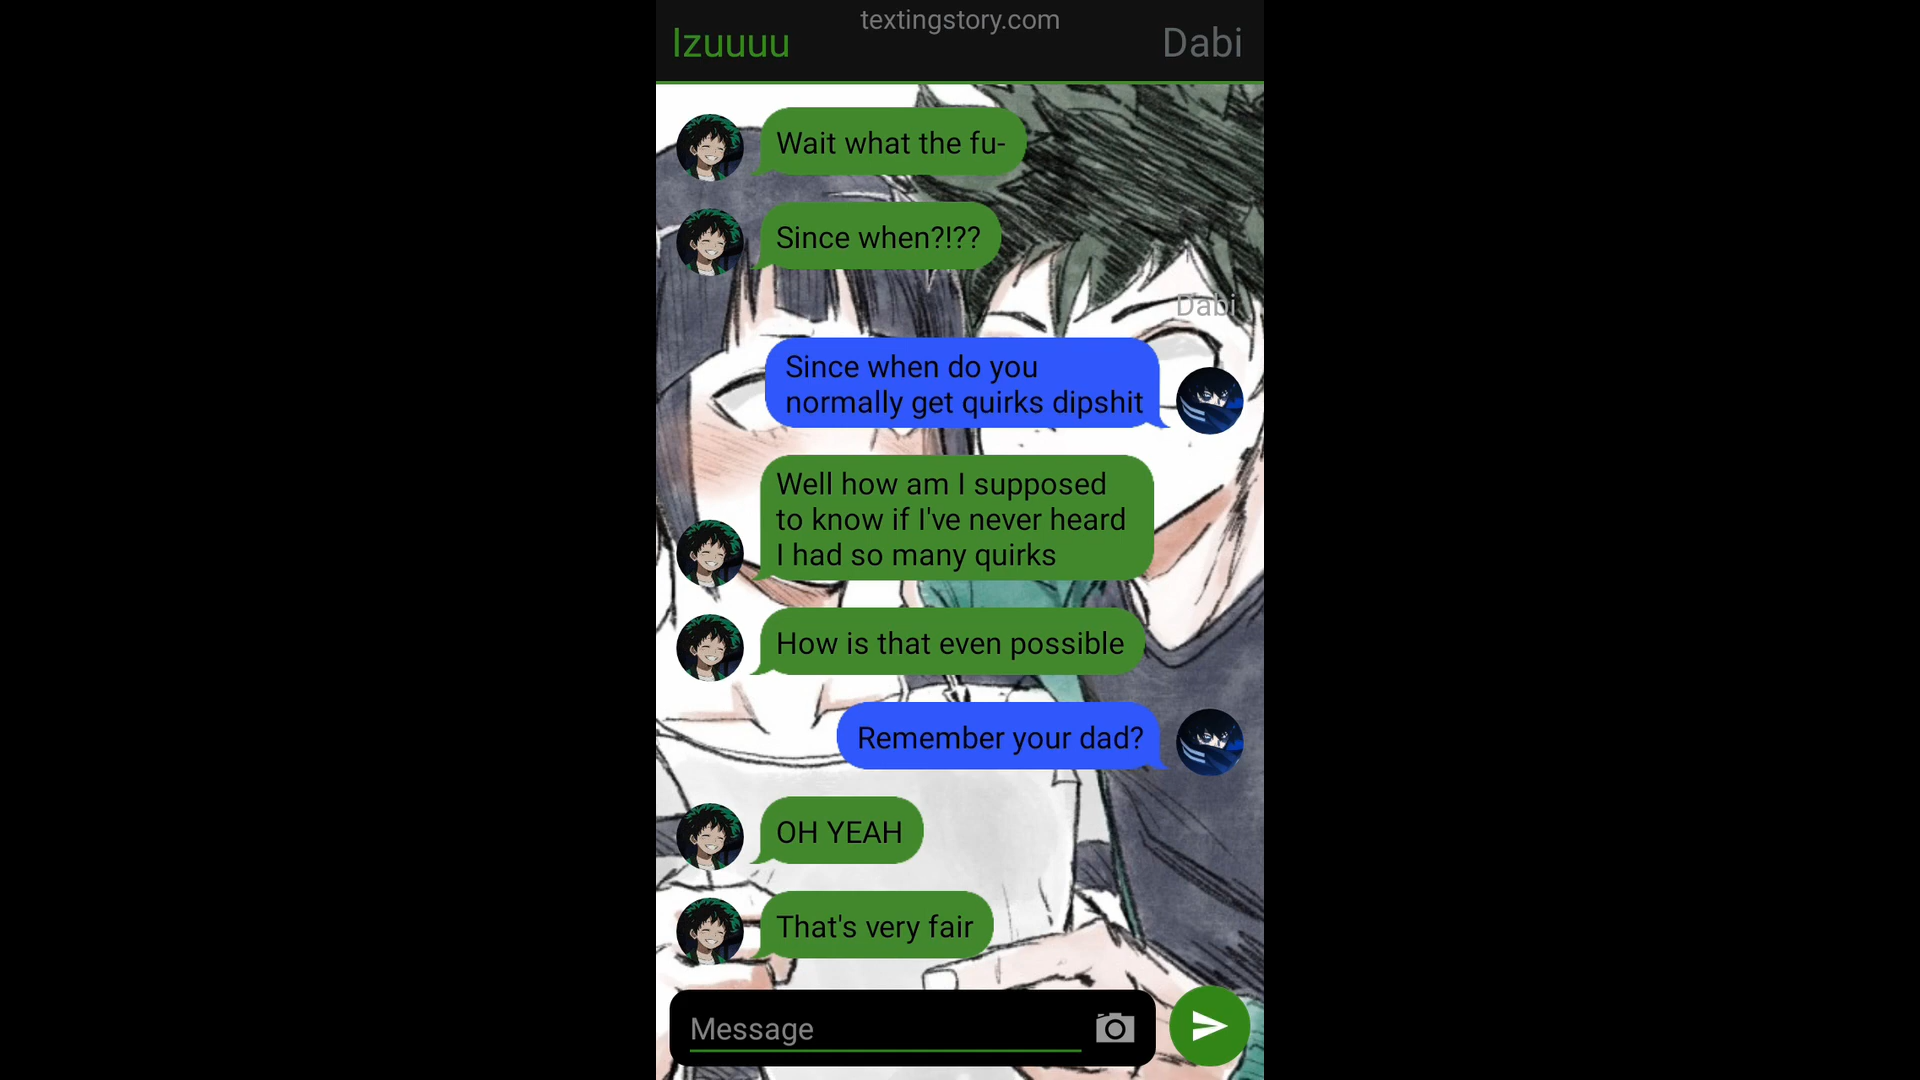 textingstory.com
Izuuuu
Dabi
Wait what the fu-
Since when?!??
Dabi
Since when do you
normally get quirks dipshit
Well how am I supposed
to know if I've never heard
I had so many quirks
How is that even possible
Remember your dad?
OH YEAH
That's very fair
Message